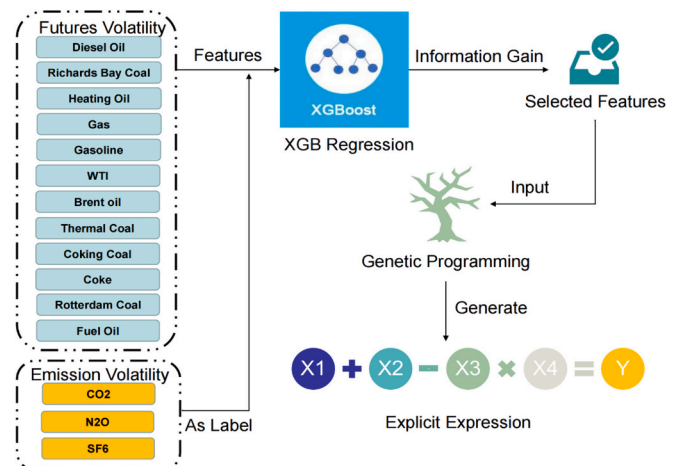 Futures Volatility
Diesel Oil
Richards Bay Coal
Heating Oil
Gas
Gasoline
WTI
Brent oil
Thermal Coal
Coking Coal
Coke
Rotterdam Coal
Fuel Oil
Emission Volatility
CO2
N2O
SF6
Features
As Label
XGBoost
XGB Regression
Information Gain
Selected Features
Input
Genetic Programming
Generate
X1 + X2 − X3 × X4 = Y
Explicit Expression